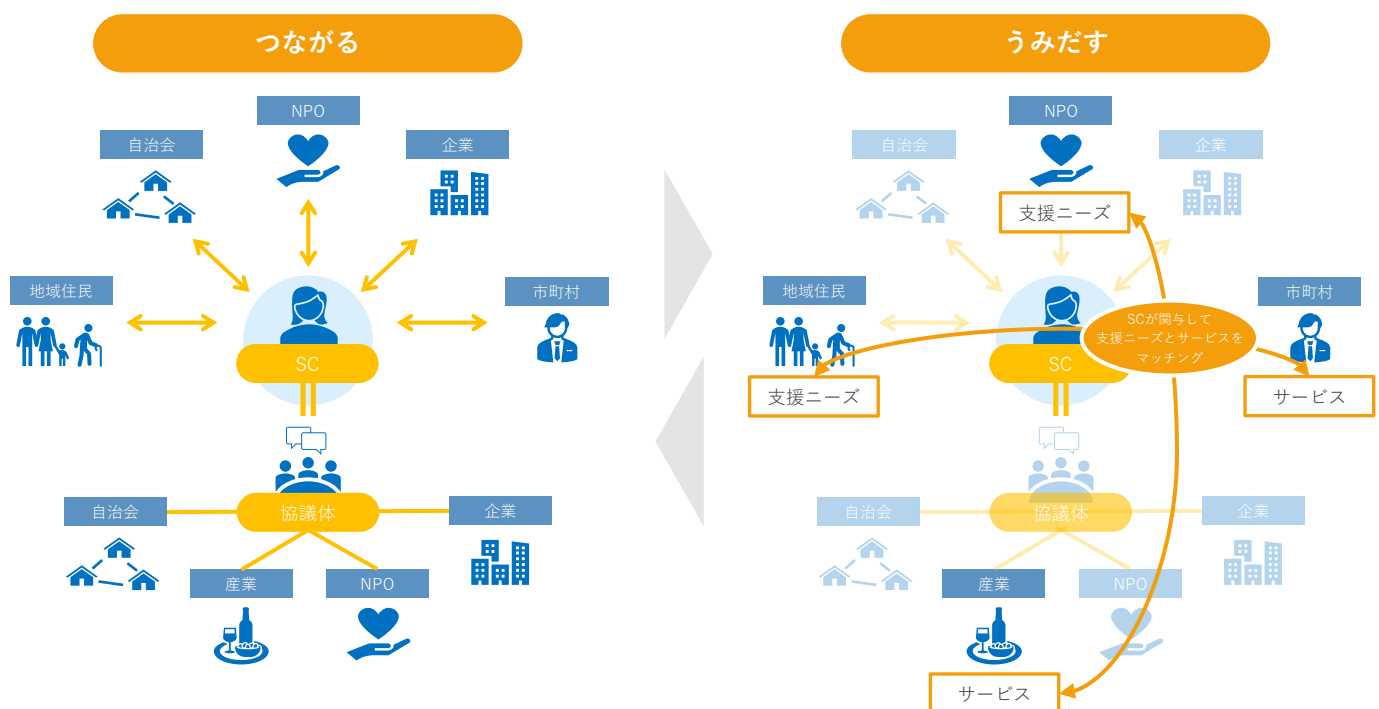 つながる
NPO
自治会
企業
地域住民
市町村
SC
協議体
自治会
企業
産業
NPO
うみだす
NPO
自治会
企業
支援ニーズ
地域住民
市町村
SCが関与して
支援ニーズとサービスを
マッチング
SC
支援ニーズ
サービス
協議体
自治会
企業
産業
NPO
サービス